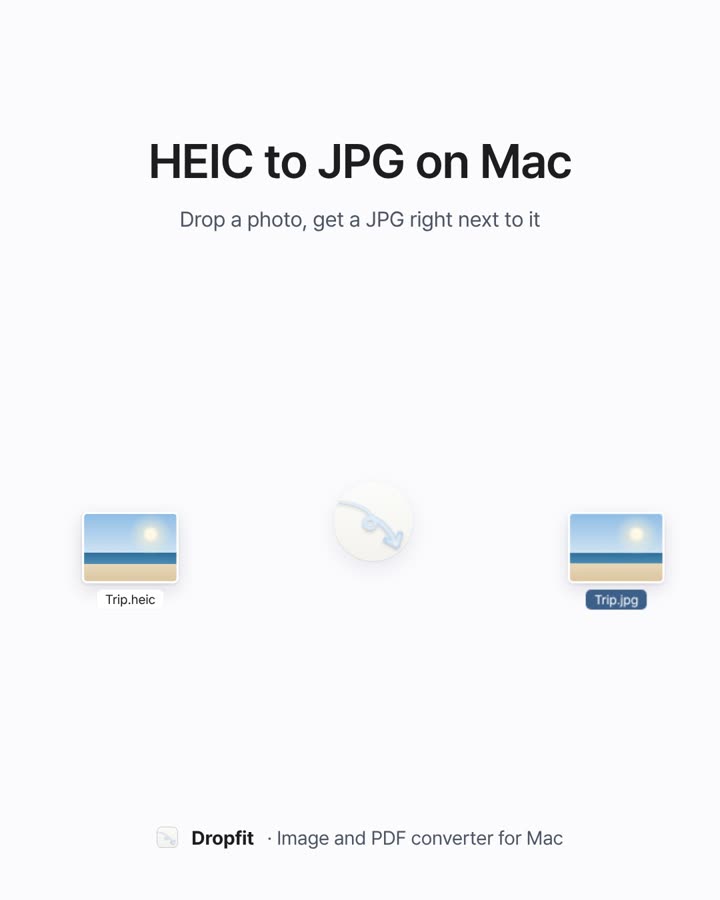 HEIC to JPG on Mac
Drop a photo, get a JPG right next to it
Trip.heic
Trip.jpg
Dropfit · Image and PDF converter for Mac